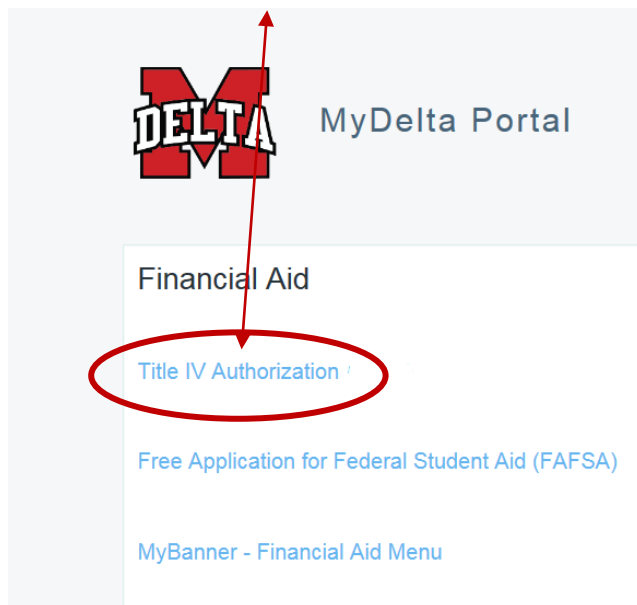 DELTA
MyDelta Portal
Financial Aid
Title IV Authorization
Free Application for Federal Student Aid (FAFSA)
MyBanner - Financial Aid Menu